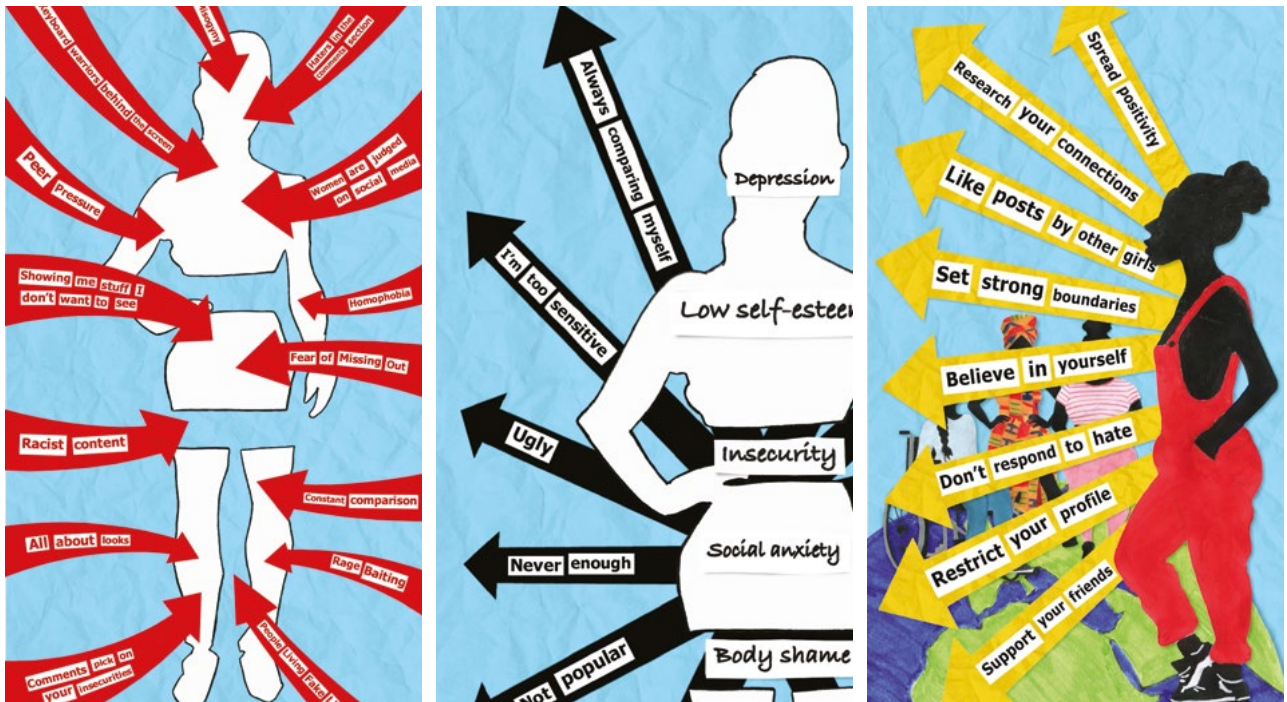 Keyboard warriors behind the screen
Misogyny
Haters in the
comments section
Peer Pressure
Women are judged
on social media
Showing me stuff I
don't want to see
Homophobia
Fear of Missing Out
Racist content
Constant comparison
All about looks
Rage Baiting
Comments pick on
your insecurities
People Living Fake
Always comparing myself
Depression
I'm too sensitive
Low self-esteem
Ugly
Insecurity
Never enough
Social anxiety
Not popular
Body shame
Spread positivity
Research your connections
Like posts by other girls
Set strong boundaries
Believe in yourself
Don't respond to hate
Restrict your profile
Support your friends